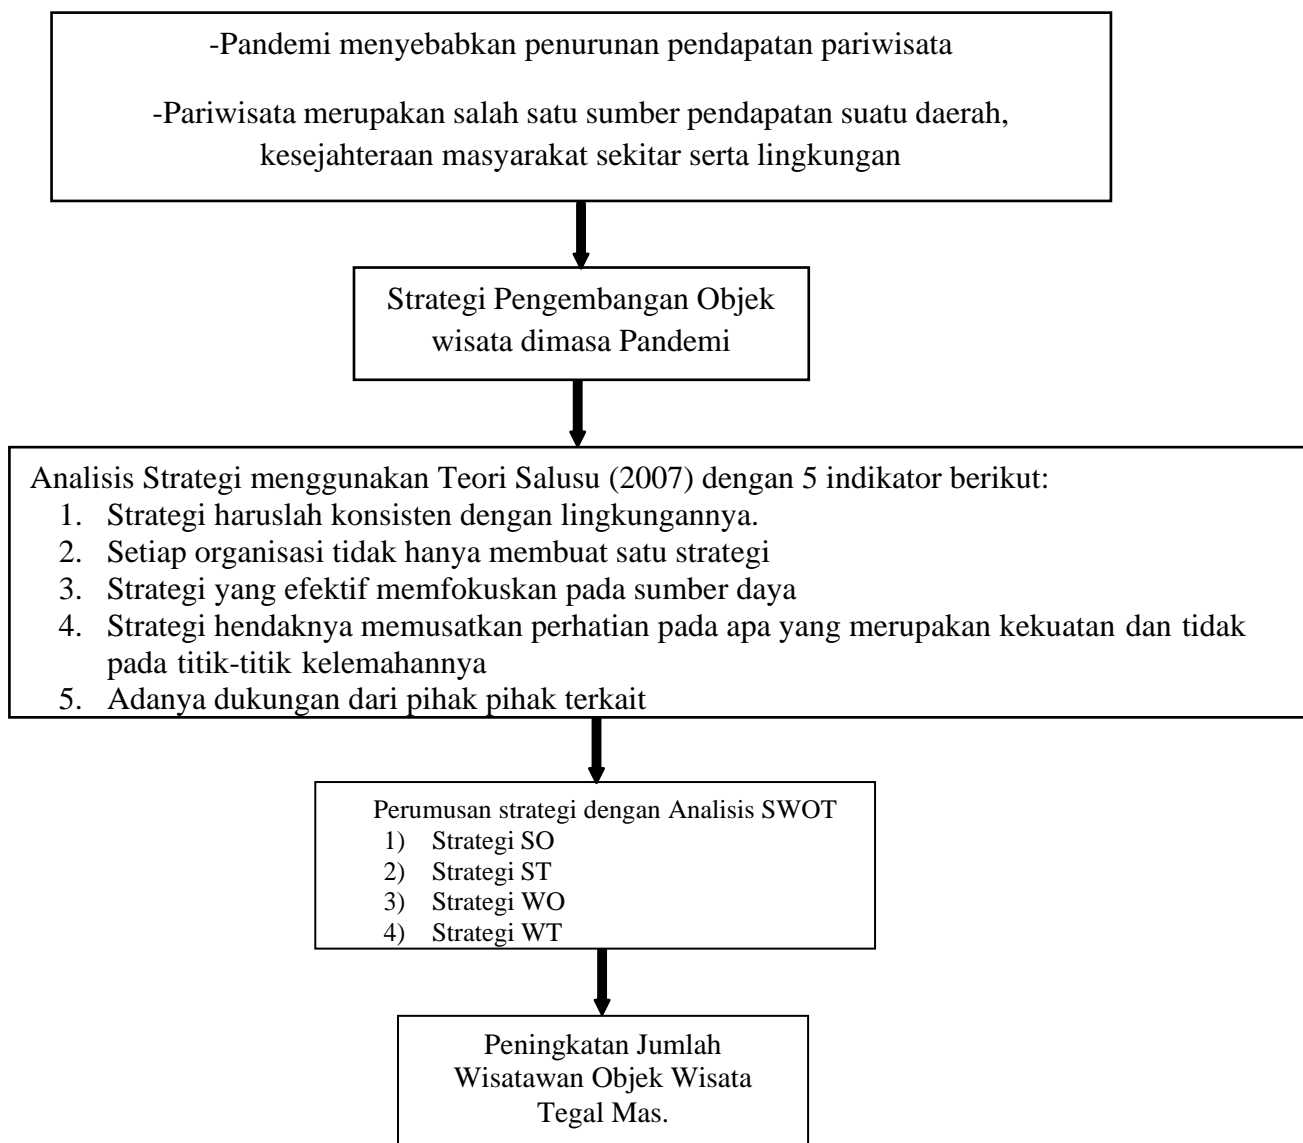 -Pandemi menyebabkan penurunan pendapatan pariwisata
-Pariwisata merupakan salah satu sumber pendapatan suatu daerah,
kesejahteraan masyarakat sekitar serta lingkungan
Strategi Pengembangan Objek
wisata dimasa Pandemi
Analisis Strategi menggunakan Teori Salusu (2007) dengan 5 indikator berikut:
1. Strategi haruslah konsisten dengan lingkungannya.
2. Setiap organisasi tidak hanya membuat satu strategi
3. Strategi yang efektif memfokuskan pada sumber daya
4. Strategi hendaknya memusatkan perhatian pada apa yang merupakan kekuatan dan tidak
pada titik-titik kelemahannya
5. Adanya dukungan dari pihak pihak terkait
Perumusan strategi dengan Analisis SWOT
1) Strategi SO
2) Strategi ST
3) Strategi WO
4) Strategi WT
Peningkatan Jumlah
Wisatawan Objek Wisata
Tegal Mas.